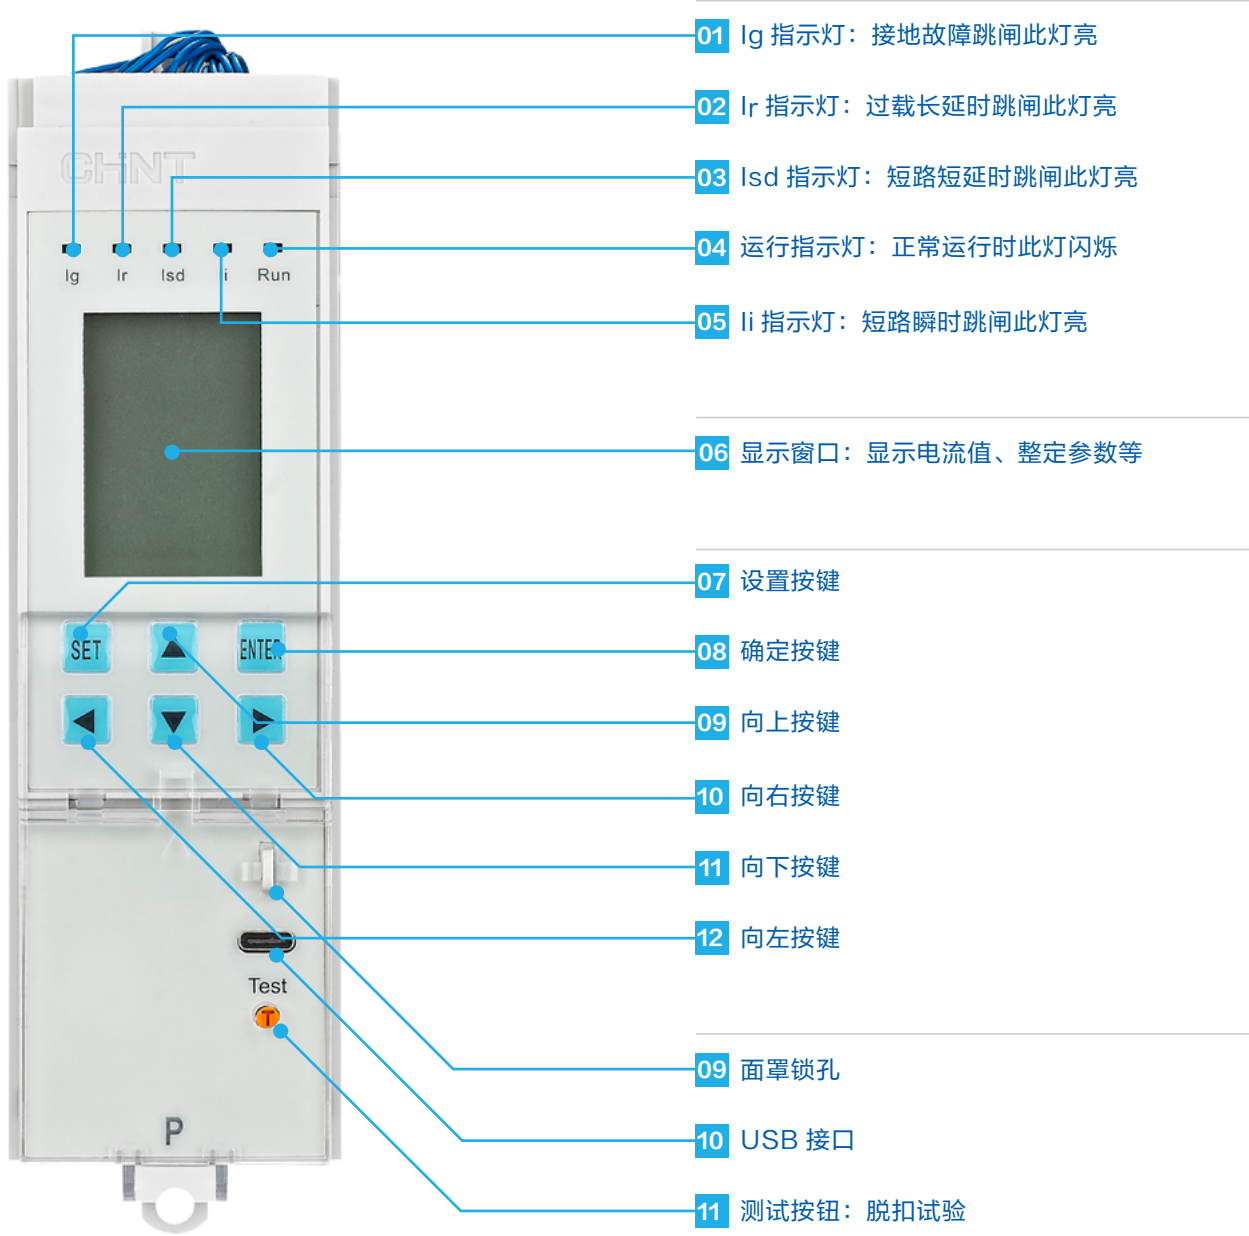 01 Ig 指示灯：接地故障跳闸此灯亮
02 Ir 指示灯：过载长延时跳闸此灯亮
CHNT
03 Isd 指示灯：短路短延时跳闸此灯亮
04 运行指示灯：正常运行时此灯闪烁
Ig Ir Isd Ii Run
05 Ii 指示灯：短路瞬时跳闸此灯亮
06 显示窗口：显示电流值、整定参数等
07 设置按键
SET ENTER
08 确定按键
09 向上按键
10 向右按键
11 向下按键
12 向左按键
Test
T
09 面罩锁孔
P
10 USB 接口
11 测试按钮：脱扣试验